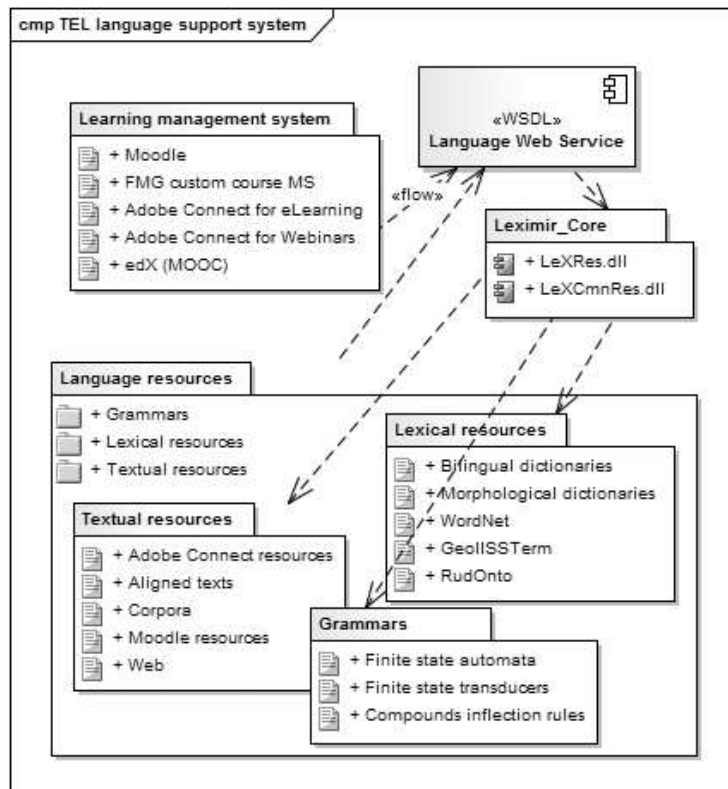 cmp TEL language support system
«WSDL»
Language Web Service
Learning management system
+ Moodle
+ FMG custom course MS
+ Adobe Connect for eLearning
+ Adobe Connect for Webinars
+ edX (MOOC)
«flow»
Leximir_Core
+ LeXRes.dll
+ LeXCmnRes.dll
Language resources
+ Grammars
+ Lexical resources
+ Textual resources
Lexical resources
+ Bilingual dictionaries
+ Morphological dictionaries
+ WordNet
+ GeolISSTerm
+ RudOnto
Textual resources
+ Adobe Connect resources
+ Aligned texts
+ Corpora
+ Moodle resources
+ Web
Grammars
+ Finite state automata
+ Finite state transducers
+ Compounds inflection rules